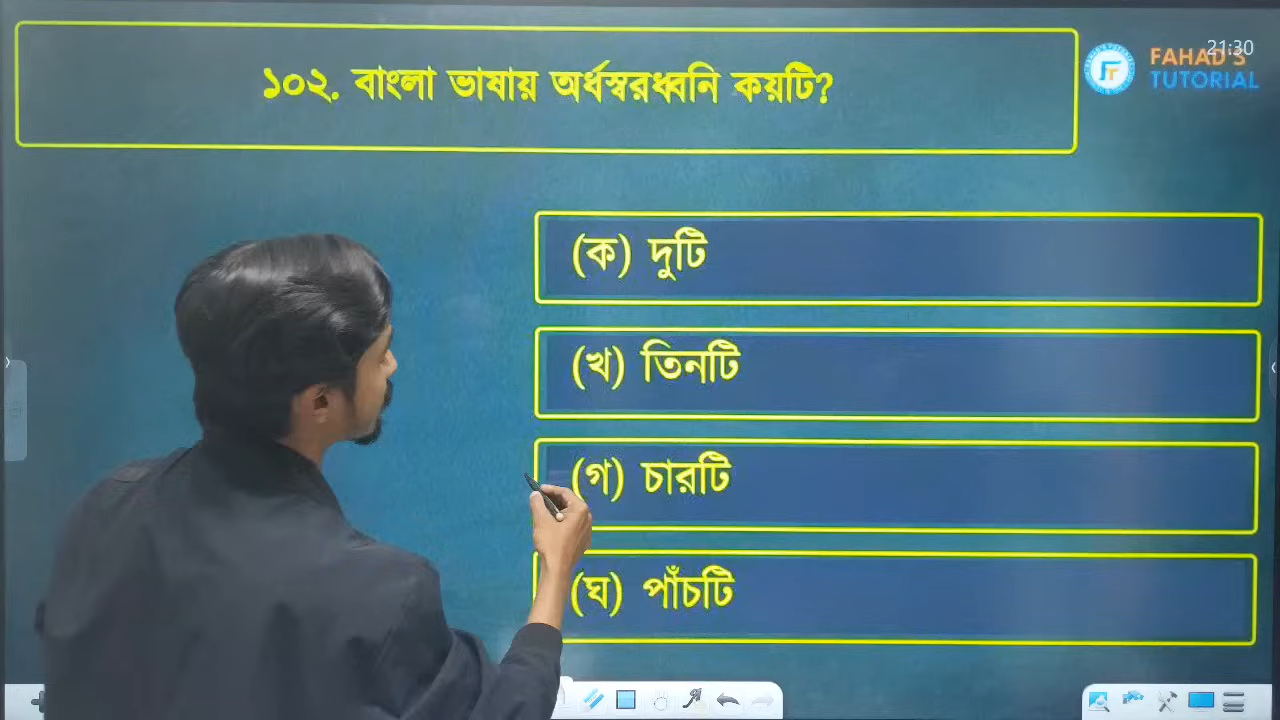 ১০২. বাংলা ভাষায় অর্ধস্বরধ্বনি কয়টি?
21:30
FAHAD'S
TUTORIAL
(ক) দুটি
(খ) তিনটি
(গ) চারটি
(ঘ) পাঁচটি